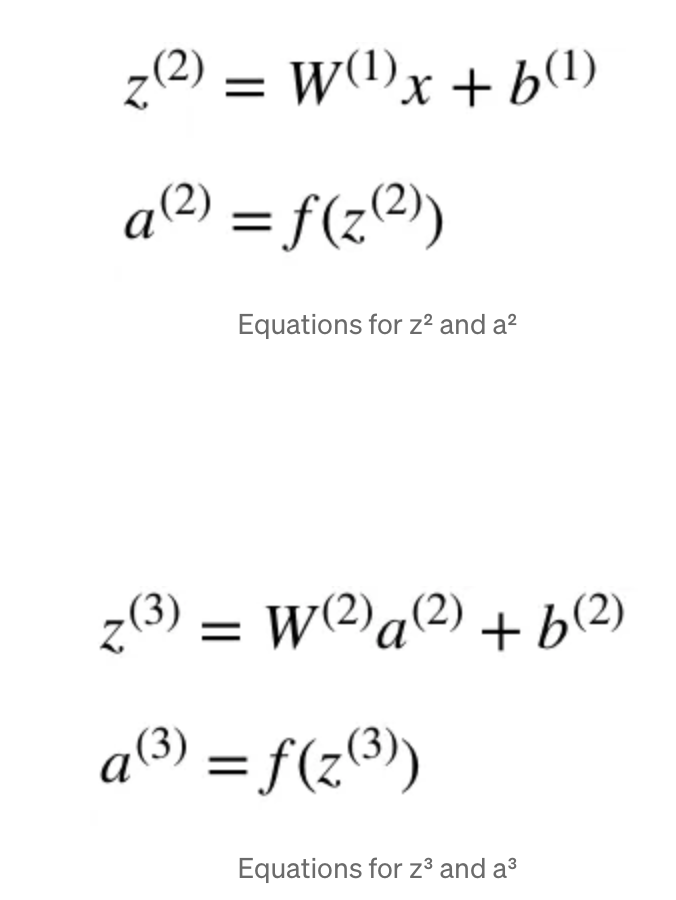 z⁽²⁾ = W⁽¹⁾x + b⁽¹⁾
a⁽²⁾ = f(z⁽²⁾)
Equations for z² and a²
z⁽³⁾ = W⁽²⁾a⁽²⁾ + b⁽²⁾
a⁽³⁾ = f(z⁽³⁾)
Equations for z³ and a³